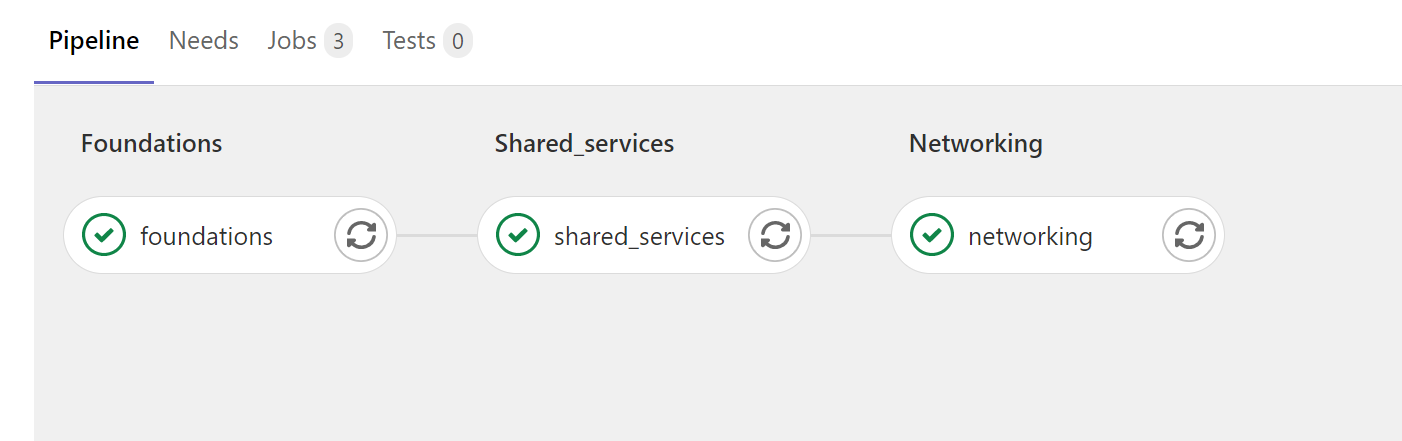 Pipeline Needs Jobs 3 Tests 0
Foundations Shared_services Networking
foundations shared_services networking